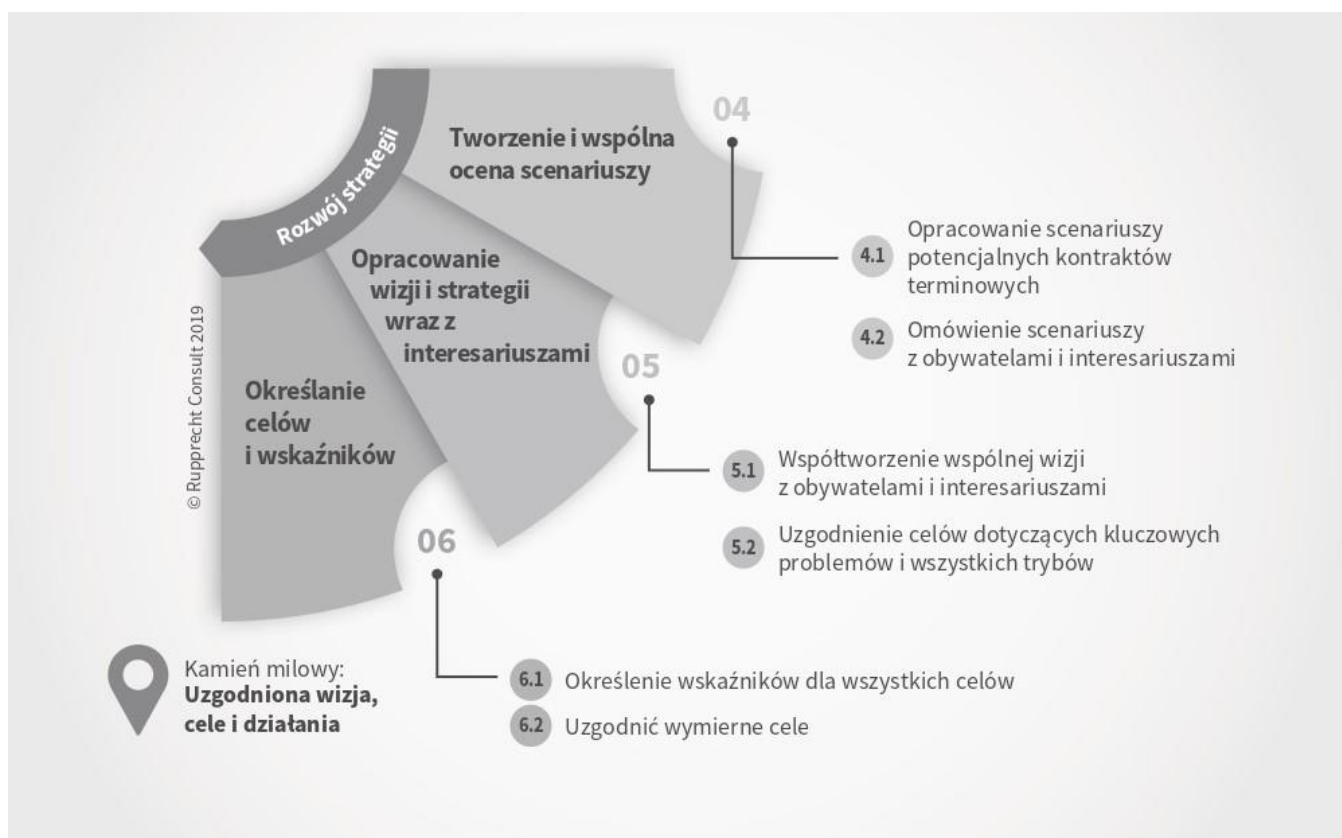 Rozwój strategii
04
Tworzenie i wspólna
ocena scenariuszy
4.1 Opracowanie scenariuszy
potencjalnych kontraktów
terminowych
4.2 Omówienie scenariuszy
z obywatelami i interesariuszami
05
Opracowanie
wizji i strategii
wraz z
interesariuszami
5.1 Współtworzenie wspólnej wizji
z obywatelami i interesariuszami
5.2 Uzgodnienie celów dotyczących kluczowych
problemów i wszystkich trybów
06
Określanie
celów
i wskaźników
6.1 Określenie wskaźników dla wszystkich celów
6.2 Uzgodnić wymierne cele
Kamień milowy:
Uzgodniona wizja,
cele i działania
© Rupprecht Consult 2019